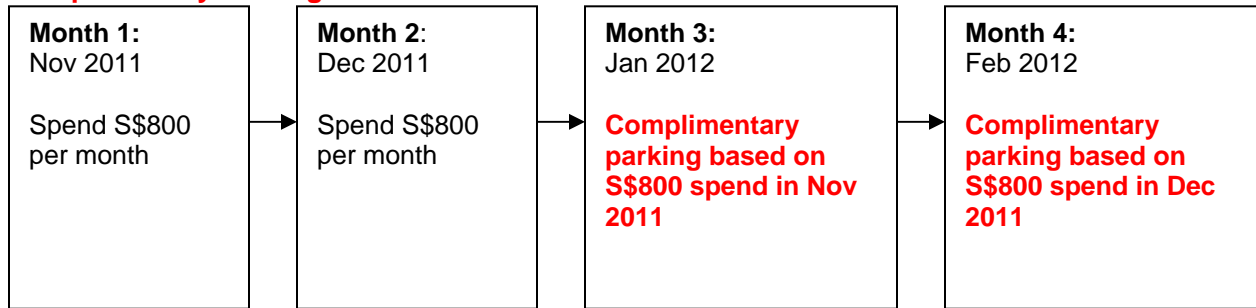 Month 1:
Nov 2011
Spend S$800
per month
Month 2:
Dec 2011
Spend S$800
per month
Month 3:
Jan 2012
Complimentary
parking based on
S$800 spend in Nov
2011
Month 4:
Feb 2012
Complimentary
parking based on
S$800 spend in Dec
2011